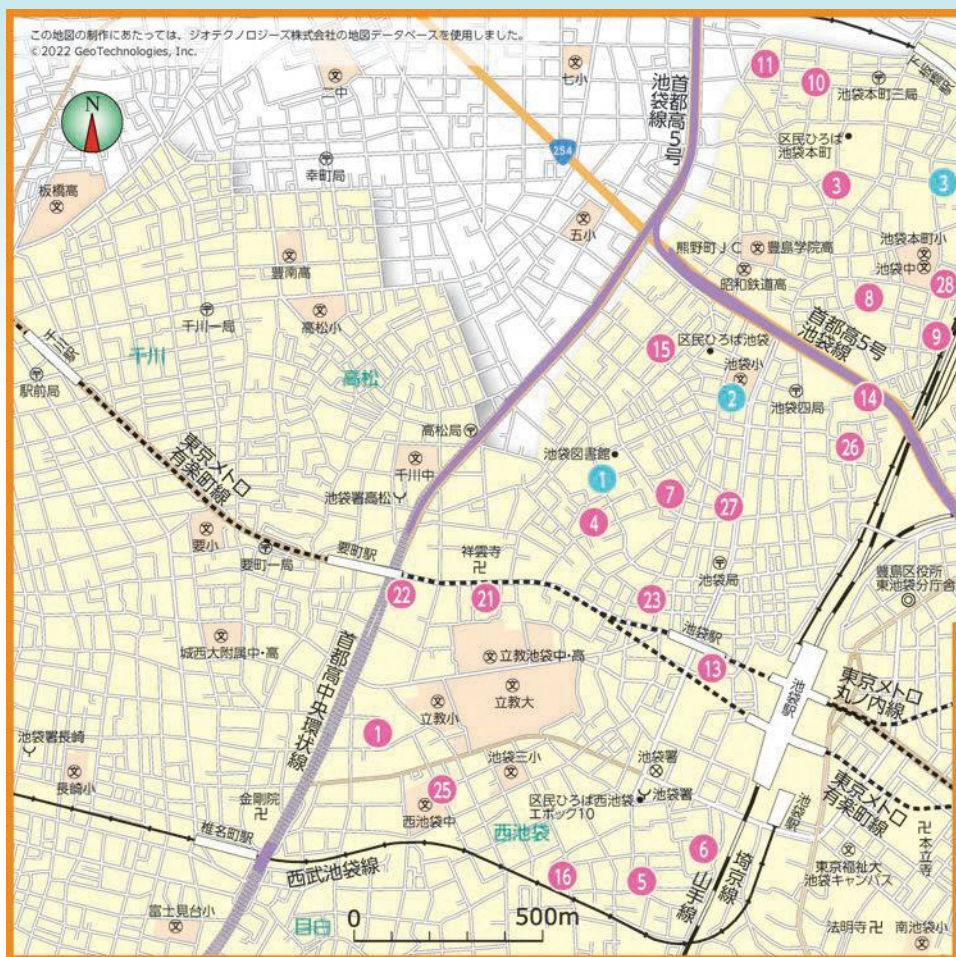 この地図の制作にあたっては、ジオテクノロジーズ株式会社の地図データベースを使用しました。
© 2022 GeoTechnologies, Inc.
N
二中
七小
首都高5号
池袋線
11
10
池袋本町三局
下板橋駅
254
区民ひろば
池袋本町
幸町局
3
3
板橋高
五小
熊野町JC
豊島学院高
昭和鉄道高
池袋本町小
池袋中
28
豊南高
8
千川一局
高松小
首都高5号
池袋線
9
千川駅
千川
15
区民ひろば池袋
池袋小
駅前局
高松
2
池袋四局
14
高松局
26
東京メトロ
有楽町線
千川中
池袋図書館
1
池袋署高松
7
27
4
要小
要町一局
要町駅
祥雲寺
池袋局
豊島区役所
東池袋分庁舎
22
21
23
池袋駅
城西大附属中・高
立教池袋中・高
13
池袋駅
東京メトロ
丸ノ内線
首都高中央環状線
立教小
立教大
1
池袋署長崎
池袋三小
池袋署
長崎小
25
区民ひろば西池袋
エポック10
池袋署
東京メトロ
有楽町線
池袋駅
金剛院
西池袋中
西池袋
椎名町駅
6
本立寺
西武池袋線
16
5
山手線
埼京線
東京福祉大
池袋キャンパス
富士見台小
目白
0
500m
法明寺
南池袋小